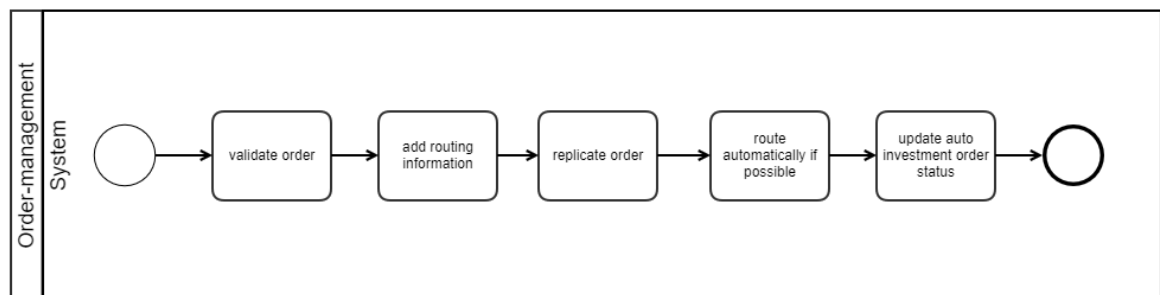 Order-management
System
validate order
add routing
information
replicate order
route
automatically if
possible
update auto
investment order
status